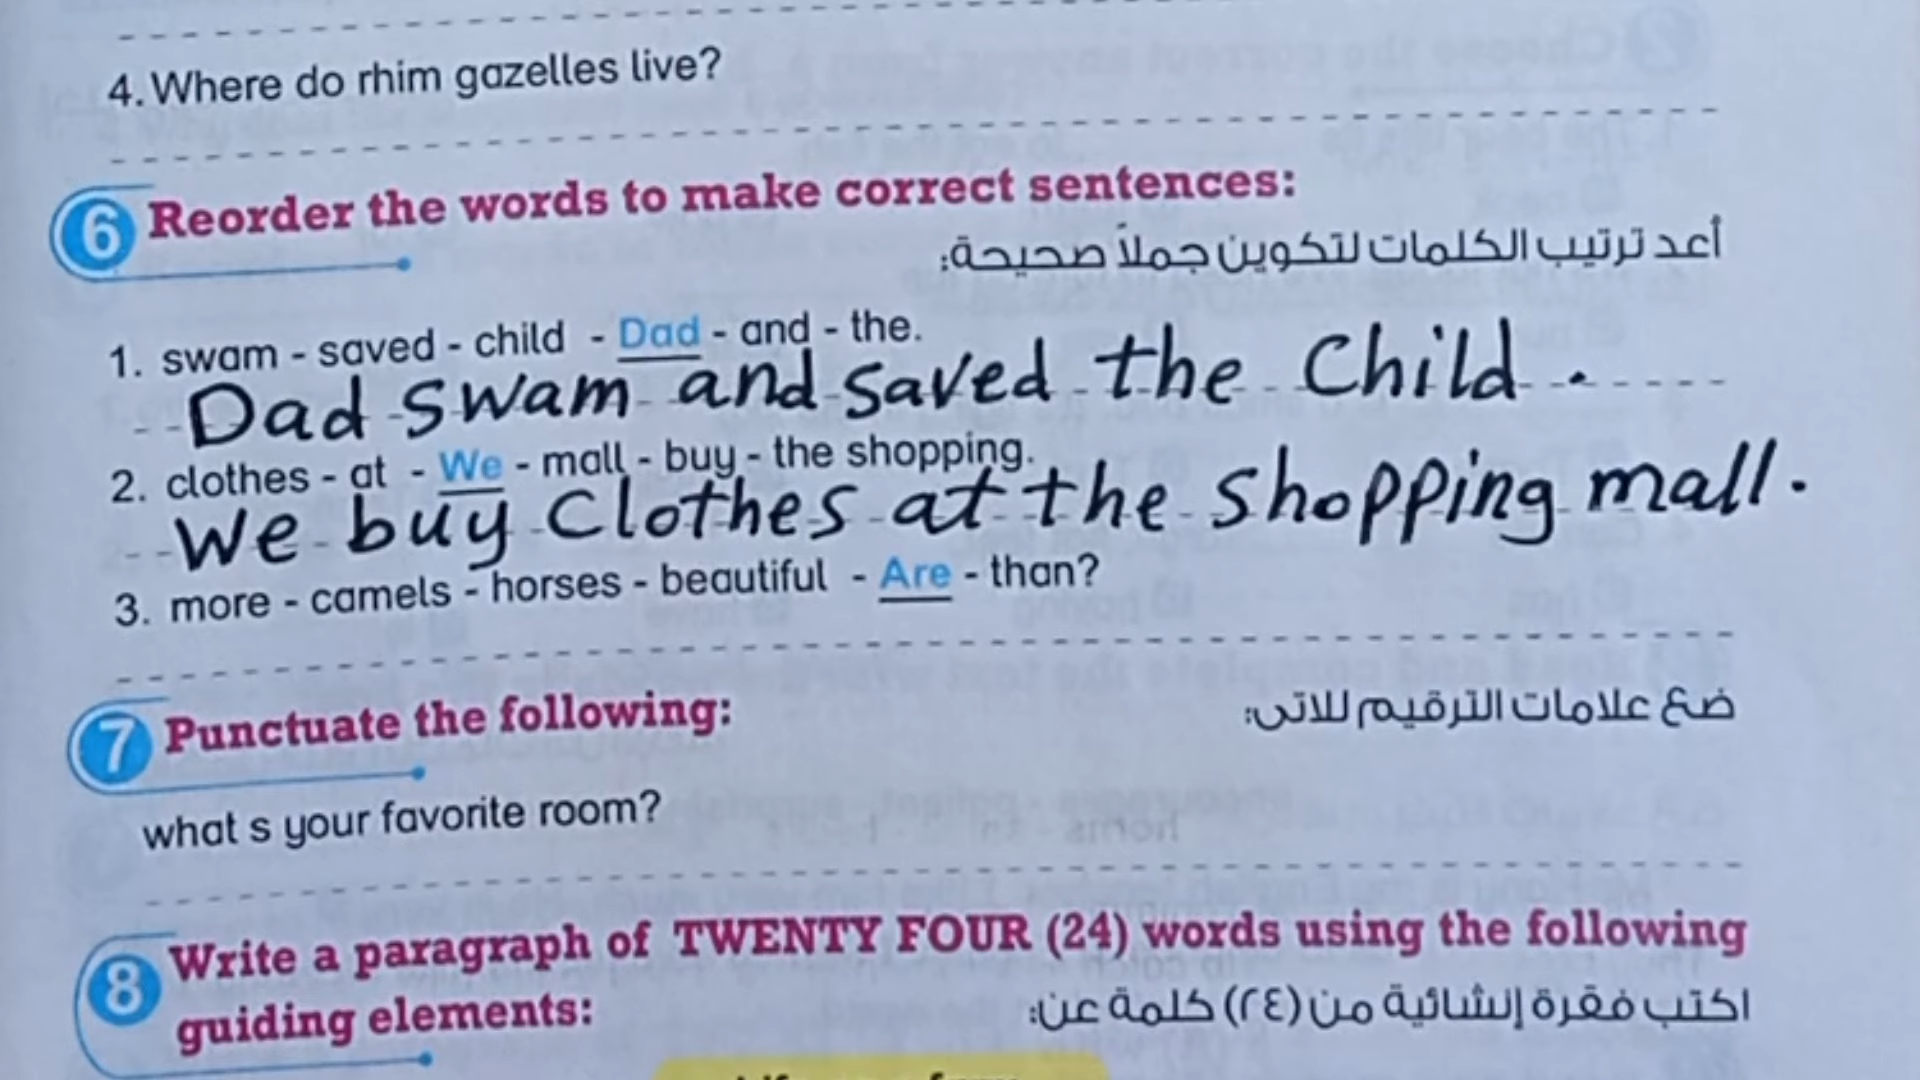 4. Where do rhim gazelles live?
6 Reorder the words to make correct sentences:
أعد ترتيب الكلمات لتكوين جملاً صحيحة:
1. swam - saved - child - Dad - and - the.
Dad swam and saved the Child.
2. clothes - at - We - mall - buy - the shopping.
We buy Clothes at the shopping mall.
3. more - camels - horses - beautiful - Are - than?
7 Punctuate the following:
ضع علامات الترقيم للاتى:
what s your favorite room?
8 Write a paragraph of TWENTY FOUR (24) words using the following
guiding elements:
اكتب فقرة إنشائية من (٢٤) كلمة عن: